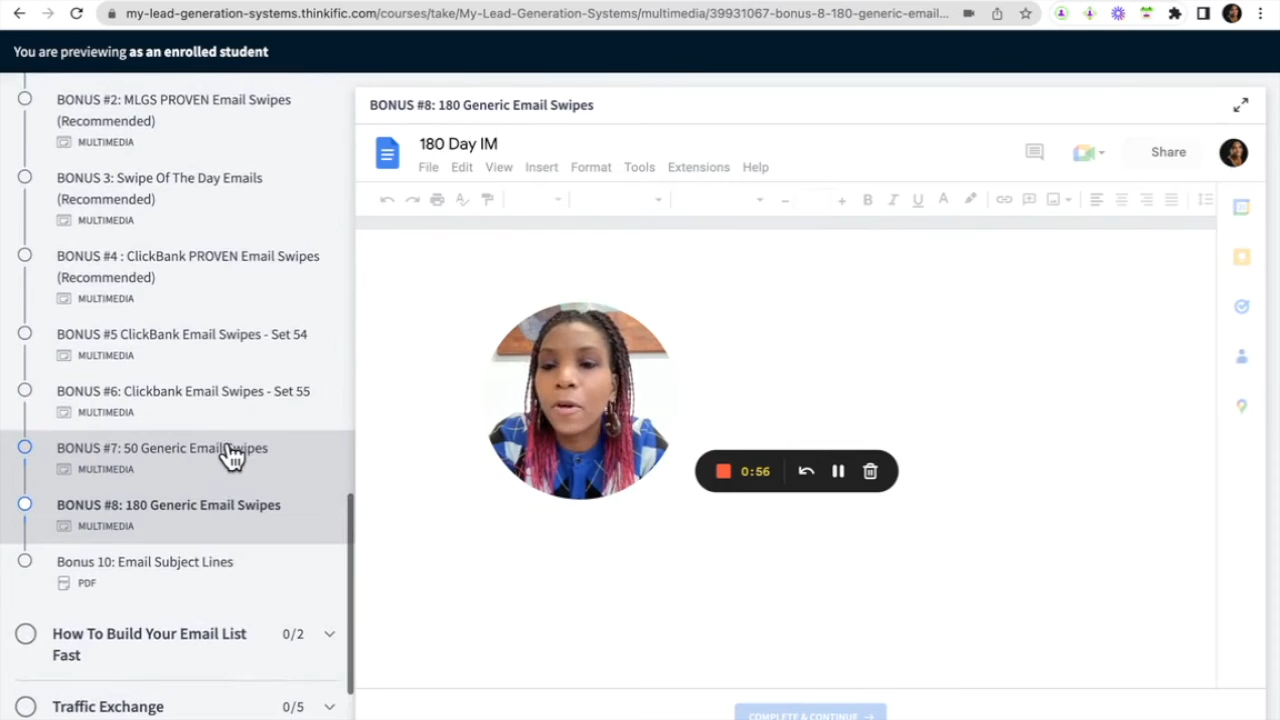 my-lead-generation-systems.thinkific.com/courses/take/My-Lead-Generation-Systems/multimedia/39931067-bonus-8-180-generic-email...
You are previewing as an enrolled student
BONUS #2: MLGS PROVEN Email Swipes
(Recommended)
MULTIMEDIA
BONUS 3: Swipe Of The Day Emails
(Recommended)
MULTIMEDIA
BONUS #4 : ClickBank PROVEN Email Swipes
(Recommended)
MULTIMEDIA
BONUS #5 ClickBank Email Swipes - Set 54
MULTIMEDIA
BONUS #6: Clickbank Email Swipes - Set 55
MULTIMEDIA
BONUS #7: 50 Generic Email Swipes
MULTIMEDIA
BONUS #8: 180 Generic Email Swipes
MULTIMEDIA
Bonus 10: Email Subject Lines
PDF
How To Build Your Email List
Fast
0/2
Traffic Exchange
0/5
BONUS #8: 180 Generic Email Swipes
180 Day IM
File Edit View Insert Format Tools Extensions Help
Share
0:56
COMPLETE & CONTINUE →